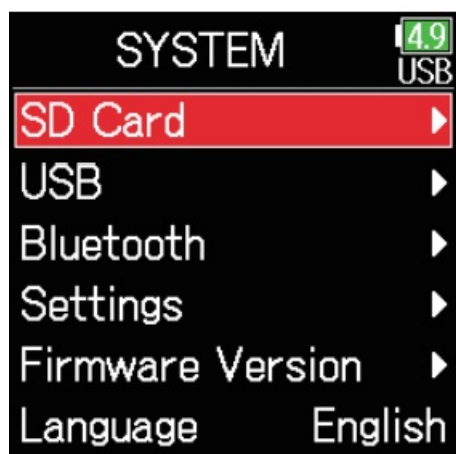 SYSTEM 4.9
USB
SD Card
USB
Bluetooth
Settings
Firmware Version
Language English